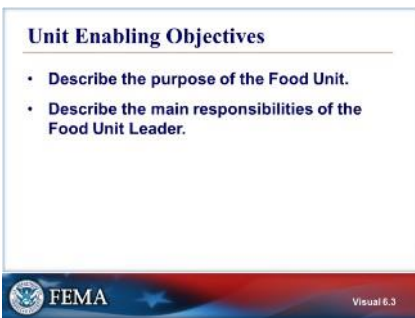 Unit Enabling Objectives
• Describe the purpose of the Food Unit.
• Describe the main responsibilities of the
Food Unit Leader.
FEMA
Visual 6.3